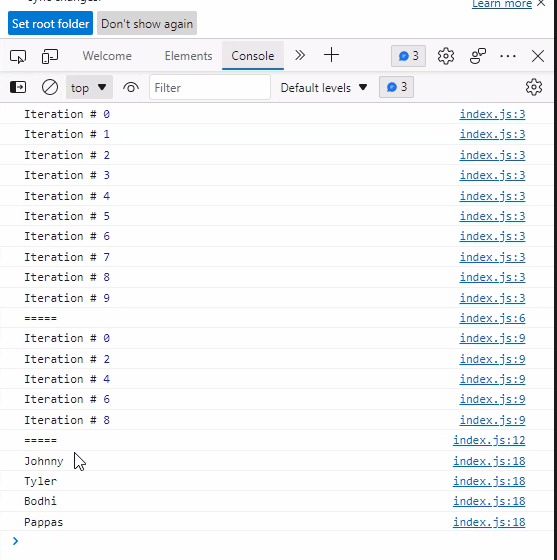 Learn more
Set root folder Don't show again
Welcome Elements Console 3
top Filter Default levels 3
Iteration # 0 index.js:3
Iteration # 1 index.js:3
Iteration # 2 index.js:3
Iteration # 3 index.js:3
Iteration # 4 index.js:3
Iteration # 5 index.js:3
Iteration # 6 index.js:3
Iteration # 7 index.js:3
Iteration # 8 index.js:3
Iteration # 9 index.js:3
===== index.js:6
Iteration # 0 index.js:9
Iteration # 2 index.js:9
Iteration # 4 index.js:9
Iteration # 6 index.js:9
Iteration # 8 index.js:9
===== index.js:12
Johnny index.js:18
Tyler index.js:18
Bodhi index.js:18
Pappas index.js:18